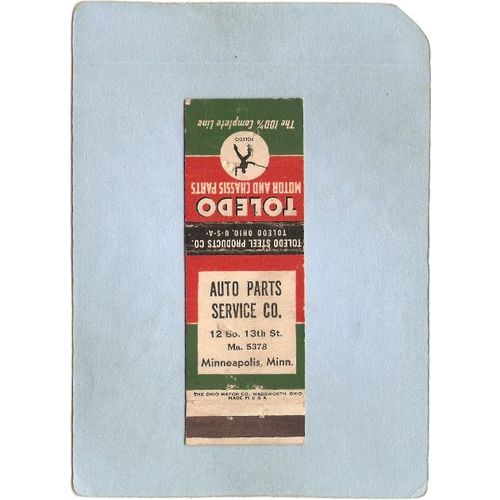 The 100% Complete Line
TOLEDO
MOTOR AND CHASSIS PARTS
TOLEDO
TOLEDO STEEL PRODUCTS CO.
TOLEDO OHIO, U-S-A-
AUTO PARTS
SERVICE CO.
12 So. 13th St.
Ma. 5378
Minneapolis, Minn.
THE OHIO MATCH CO., WADSWORTH, OHIO
MADE IN U.S.A.